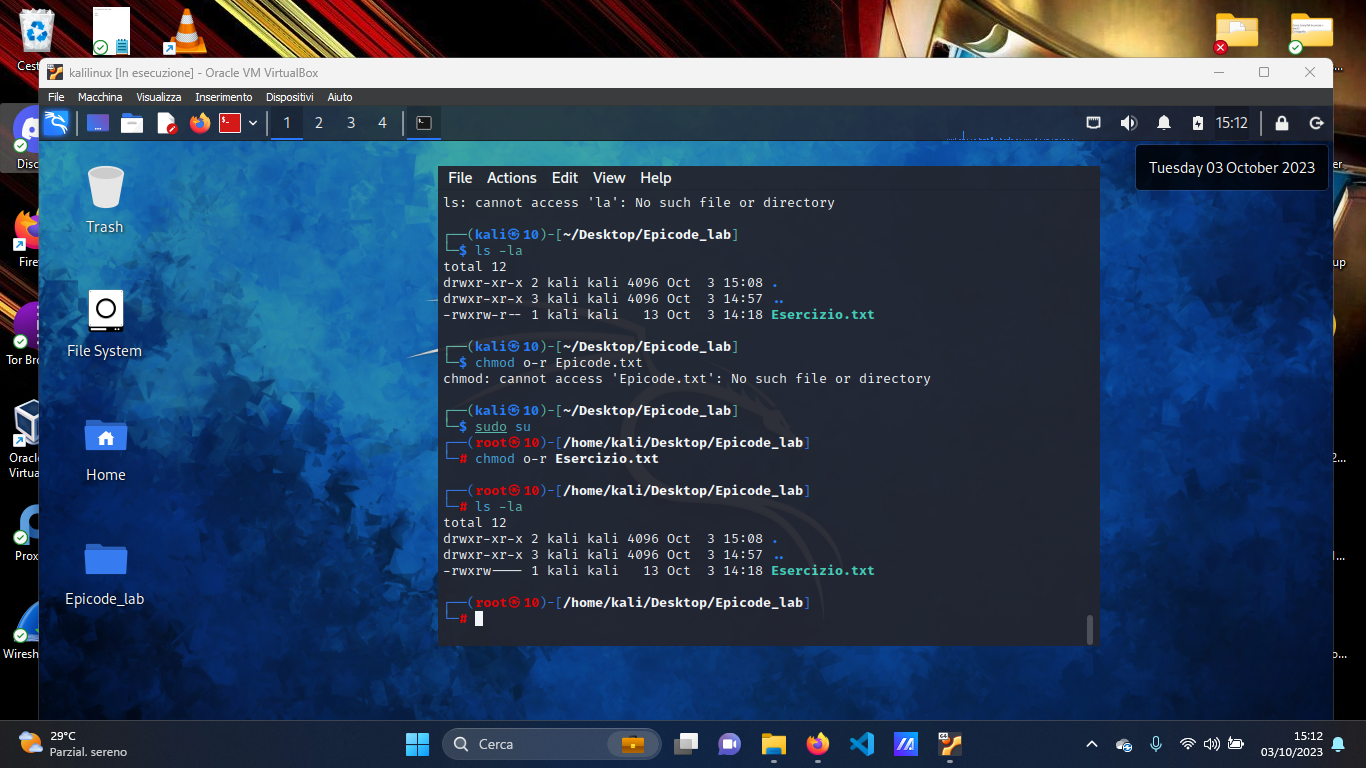 Cest
kalilinux [In esecuzione] - Oracle VM VirtualBox
File Macchina Visualizza Inserimento Dispositivi Aiuto
1 2 3 4
15:12
Tuesday 03 October 2023
Disc
Fire
Tor Bro
Oracle
Virtua
Prox
Wiresh
Trash
File System
Home
Epicode_lab
File Actions Edit View Help
ls: cannot access 'la': No such file or directory
┌──(kali㉿10)-[~/Desktop/Epicode_lab]
└─$ ls -la
total 12
drwxr-xr-x 2 kali kali 4096 Oct  3 15:08 .
drwxr-xr-x 3 kali kali 4096 Oct  3 14:57 ..
-rwxrw-r-- 1 kali kali   13 Oct  3 14:18 Esercizio.txt
┌──(kali㉿10)-[~/Desktop/Epicode_lab]
└─$ chmod o-r Epicode.txt
chmod: cannot access 'Epicode.txt': No such file or directory
┌──(kali㉿10)-[~/Desktop/Epicode_lab]
└─$ sudo su
┌──(root㉿10)-[/home/kali/Desktop/Epicode_lab]
└─# chmod o-r Esercizio.txt
┌──(root㉿10)-[/home/kali/Desktop/Epicode_lab]
└─# ls -la
total 12
drwxr-xr-x 2 kali kali 4096 Oct  3 15:08 .
drwxr-xr-x 3 kali kali 4096 Oct  3 14:57 ..
-rwxrw---- 1 kali kali   13 Oct  3 14:18 Esercizio.txt
┌──(root㉿10)-[/home/kali/Desktop/Epicode_lab]
└─#
29°C
Parzial. sereno
Cerca
15:12
03/10/2023